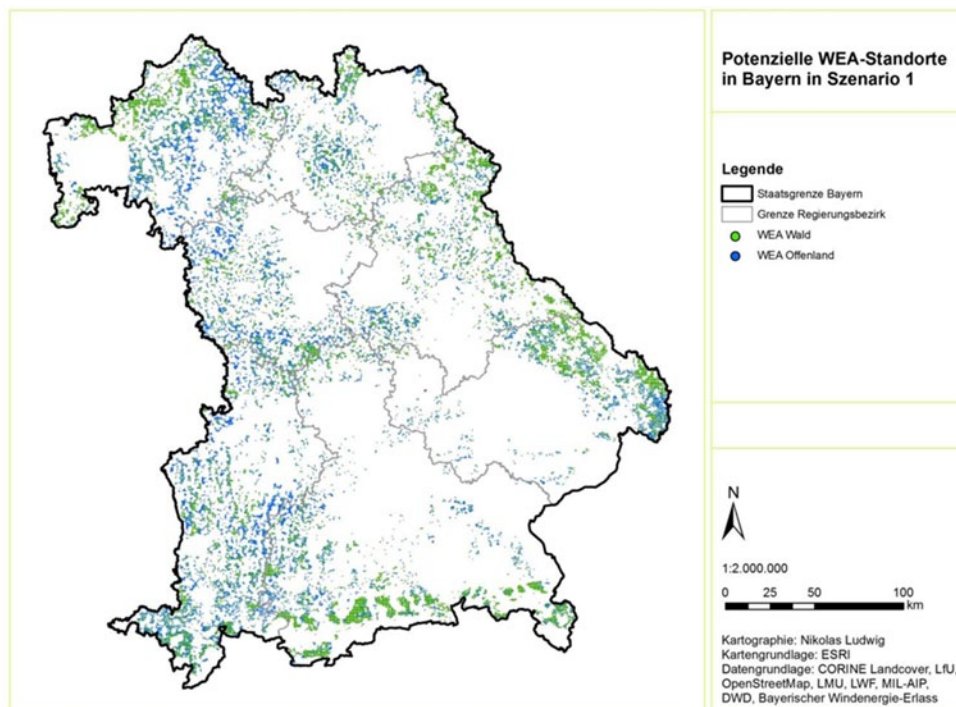 Potenzielle WEA-Standorte
in Bayern in Szenario 1
Legende
Staatsgrenze Bayern
Grenze Regierungsbezirk
WEA Wald
WEA Offenland
N
1:2.000.000
0 25 50 100
km
Kartographie: Nikolas Ludwig
Kartengrundlage: ESRI
Datengrundlage: CORINE Landcover, LfU,
OpenStreetMap, LMU, LWF, MIL-AIP,
DWD, Bayerischer Windenergie-Erlass